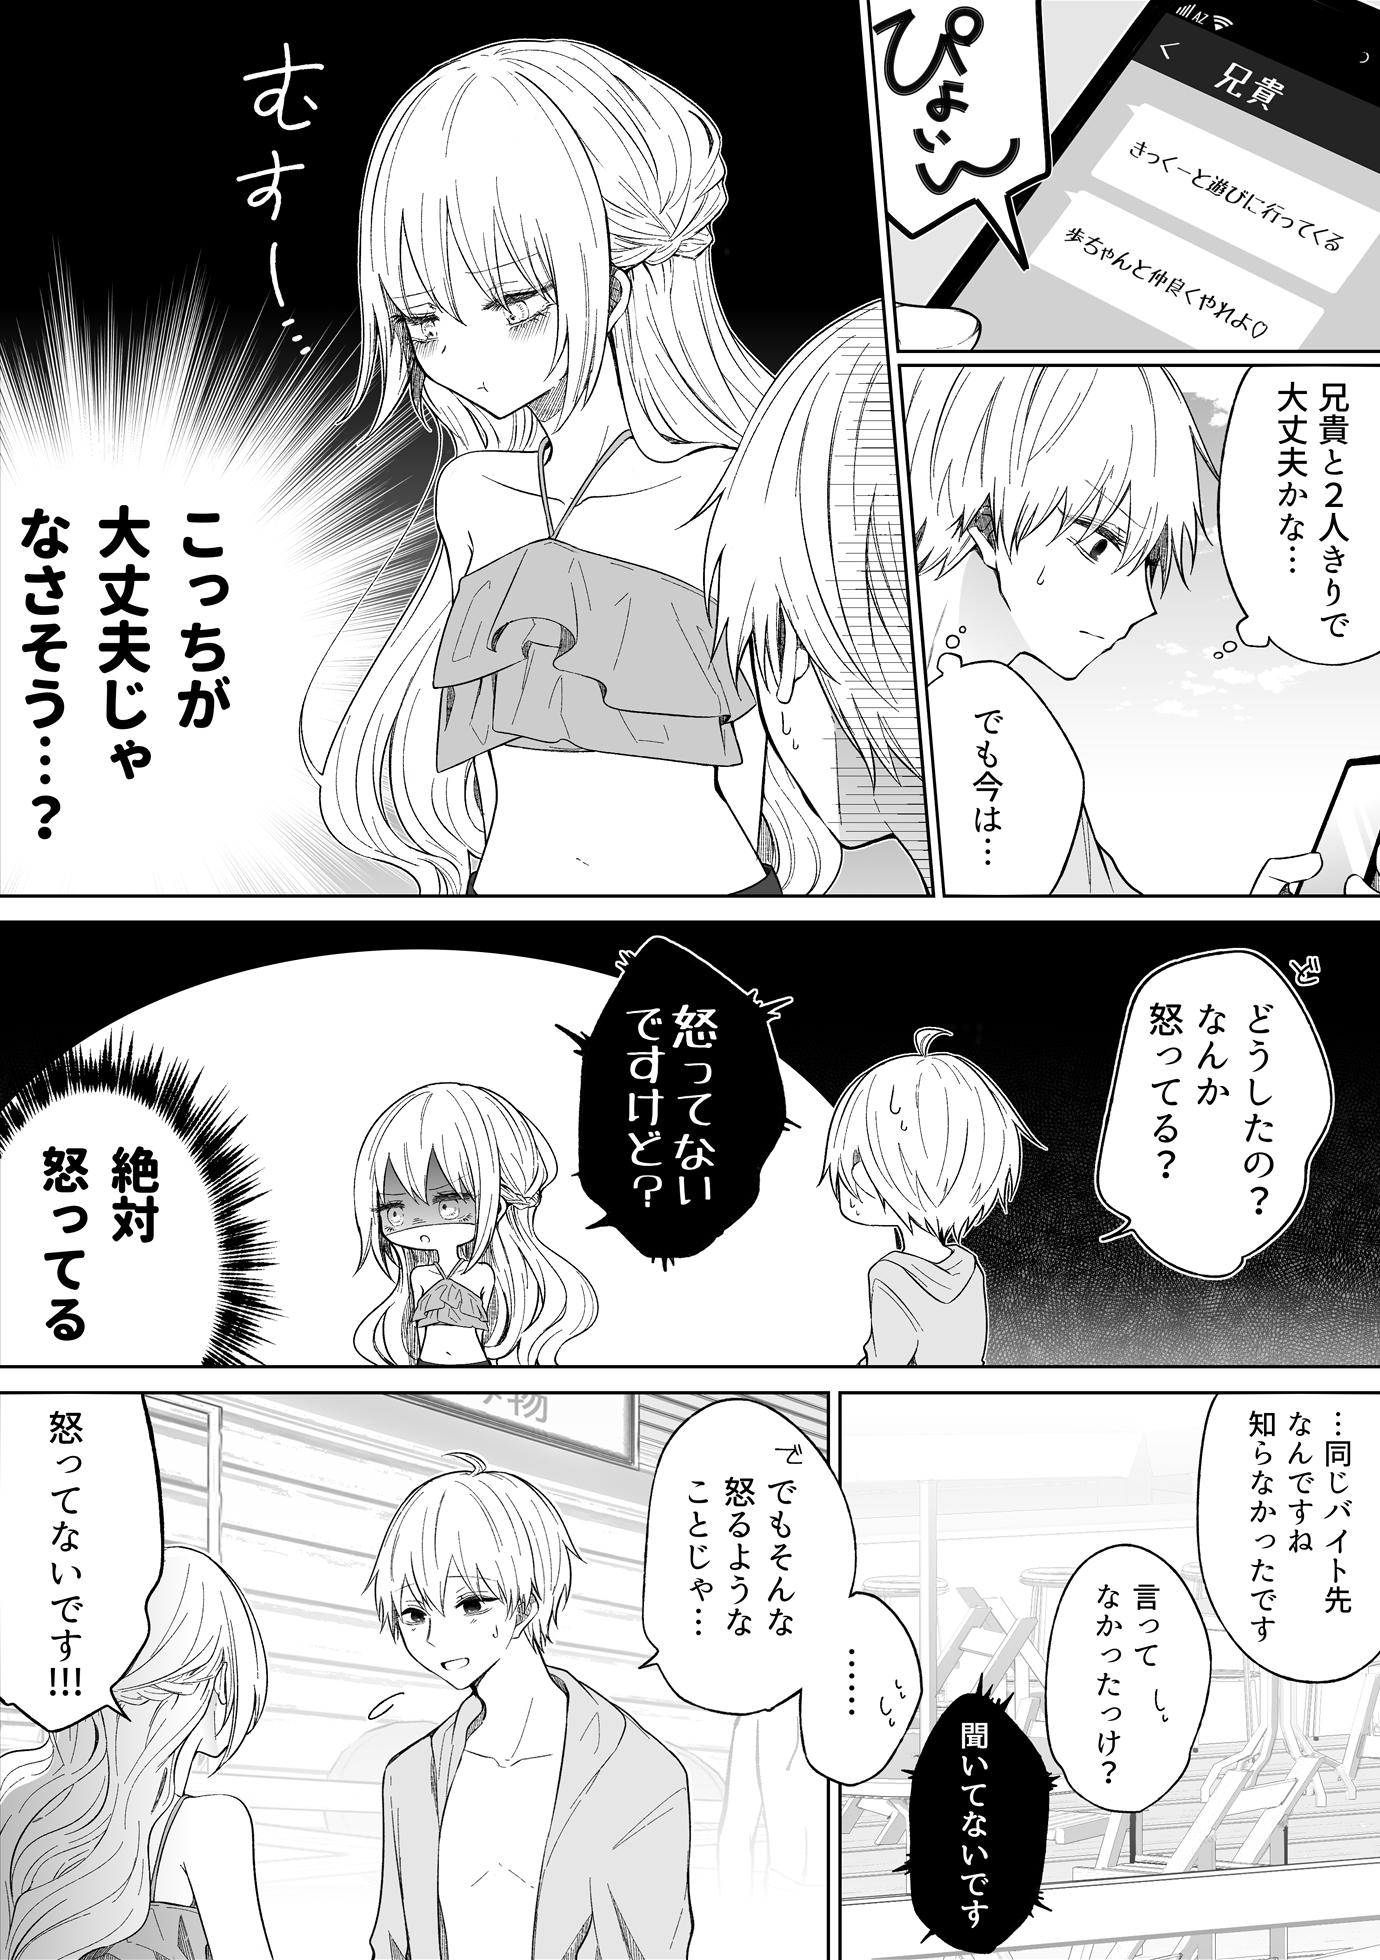 AZ
兄貴
きっくーと遊びに行ってくる
歩ちゃんと仲良くやれよ♡
ぴょいん
兄貴と2人きりで
大丈夫かな…
でも今は…
むすー…
こっちが
大丈夫じゃ
なさそう…?
どうしたの?
なんか
怒ってる?
怒ってない
ですけど?
絶対
怒ってる
…同じバイト先
なんですね
知らなかったです
言って
なかったっけ?
聞いてないです
……
でもそんな
怒るような
ことじゃ…
物
怒ってないです!!!